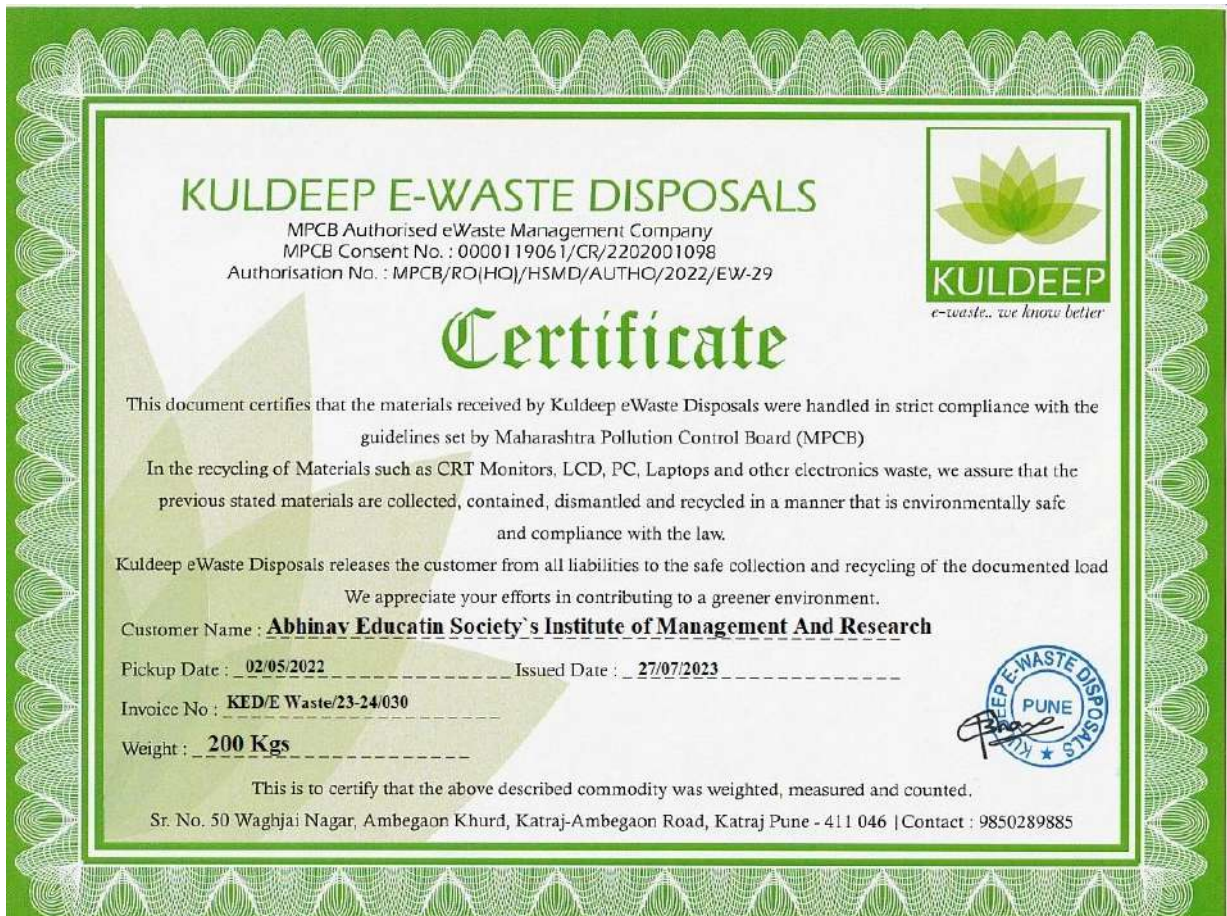 KULDEEP E-WASTE DISPOSALS
MPCB Authorised eWaste Management Company
MPCB Consent No. : 0000119061/CR/2202001098
Authorisation No. : MPCB/RO(HO)/HSMD/AUTHO/2022/EW-29
KULDEEP
e-waste.. we know better
Certificate
This document certifies that the materials received by Kuldeep eWaste Disposals were handled in strict compliance with the
guidelines set by Maharashtra Pollution Control Board (MPCB)
In the recycling of Materials such as CRT Monitors, LCD, PC, Laptops and other electronics waste, we assure that the
previous stated materials are collected, contained, dismantled and recycled in a manner that is environmentally safe
and compliance with the law.
Kuldeep eWaste Disposals releases the customer from all liabilities to the safe collection and recycling of the documented load
We appreciate your efforts in contributing to a greener environment.
Customer Name : Abhinav Educatin Society`s Institute of Management And Research
Pickup Date : 02/05/2022 Issued Date : 27/07/2023
Invoice No : KED/E Waste/23-24/030
Weight : 200 Kgs
KULDEEP E-WASTE DISPOSALS
PUNE
This is to certify that the above described commodity was weighted, measured and counted.
Sr. No. 50 Waghjai Nagar, Ambegaon Khurd, Katraj-Ambegaon Road, Katraj Pune - 411 046 | Contact : 9850289885